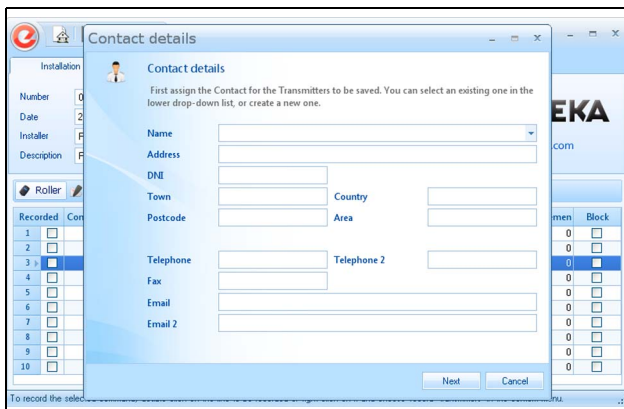 Contact details
Installation
Contact details
First assign the Contact for the Transmitters to be saved. You can select an existing one in the
lower drop-down list, or create a new one.
Number 0
Date 2
Installer F
Description F
EKA
.com
Name
Address
DNI
Town Country
Postcode Area
Telephone Telephone 2
Fax
Email
Email 2
Roller
Recorded Con emen Block
1 0
2 0
3 0
4 0
5 0
6 0
7 0
8 0
9 0
10 0
Next Cancel
To record the selec